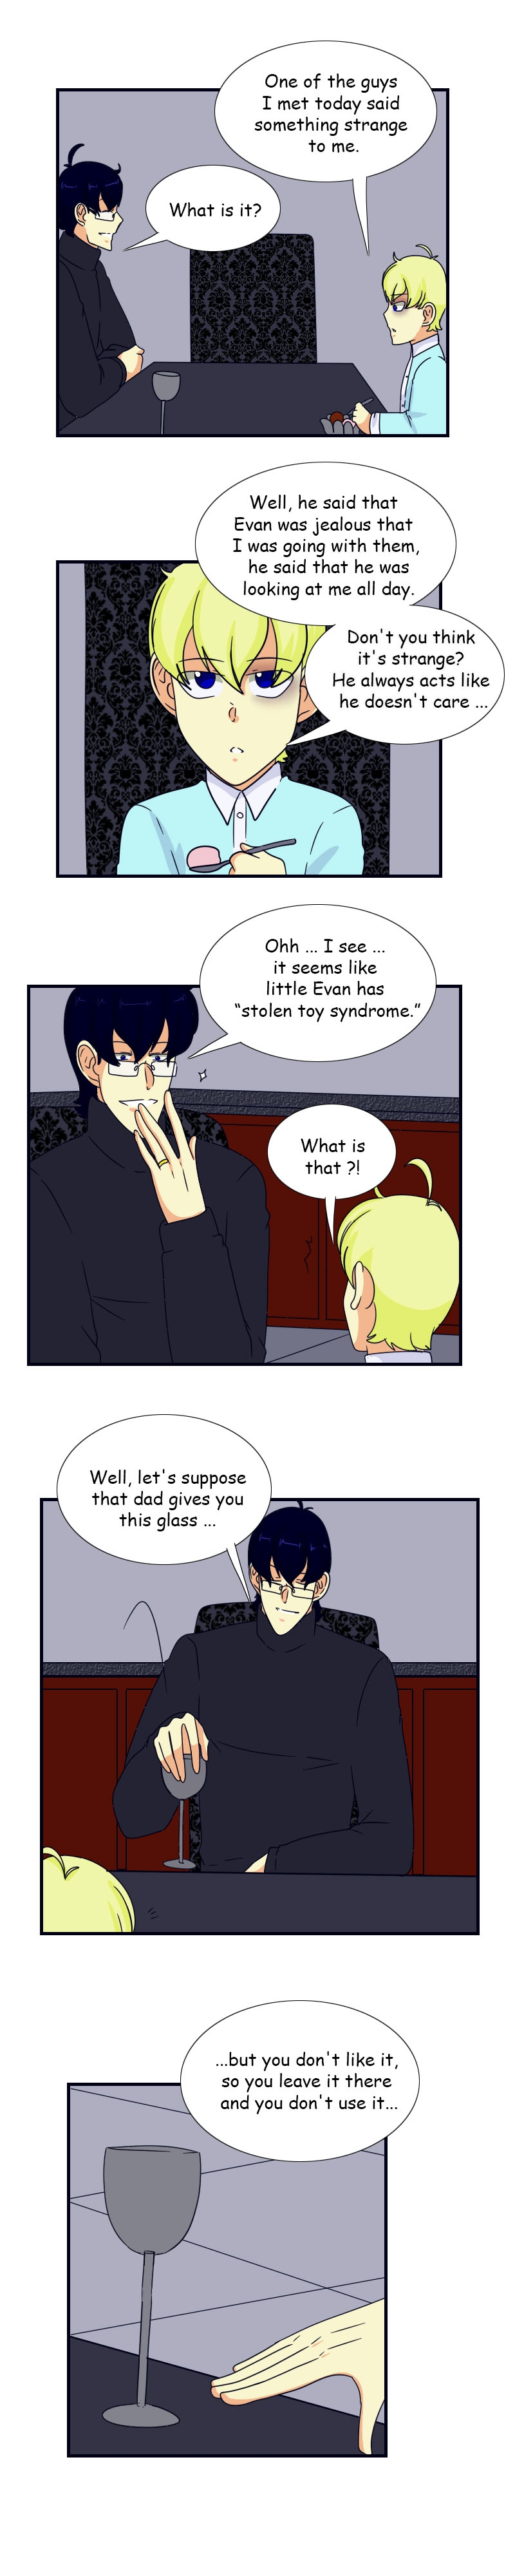 One of the guys
I met today said
something strange
to me.
What is it?
Well, he said that
Evan was jealous that
I was going with them,
he said that he was
looking at me all day.
Don't you think
it's strange?
He always acts like
he doesn't care ...
Ohh ... I see ...
it seems like
little Evan has
“stolen toy syndrome.”
What is
that ?!
Well, let's suppose
that dad gives you
this glass ...
...but you don't like it,
so you leave it there
and you don't use it...